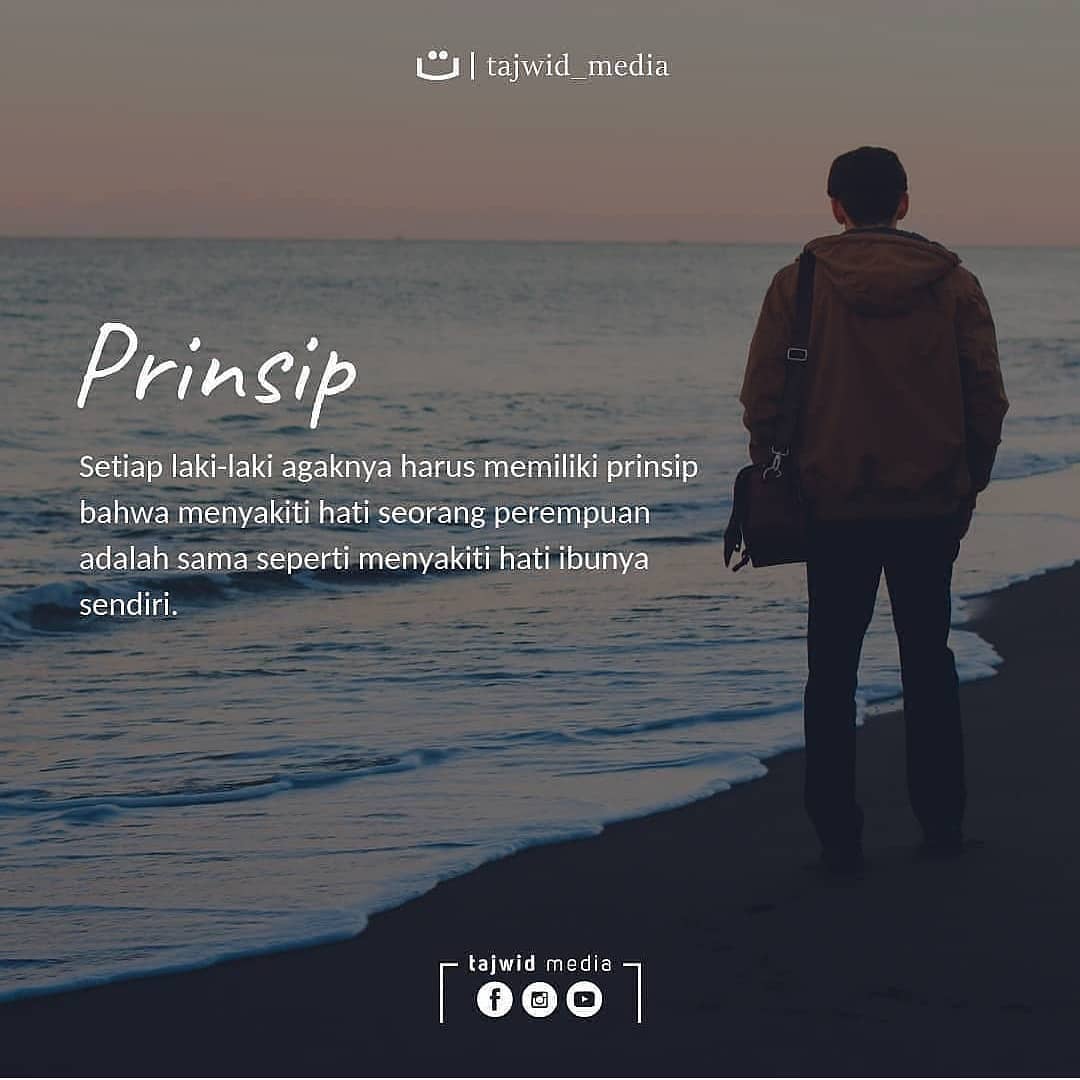 | tajwid_media
Prinsip
Setiap laki-laki agaknya harus memiliki prinsip
bahwa menyakiti hati seorang perempuan
adalah sama seperti menyakiti hati ibunya
sendiri.
tajwid media